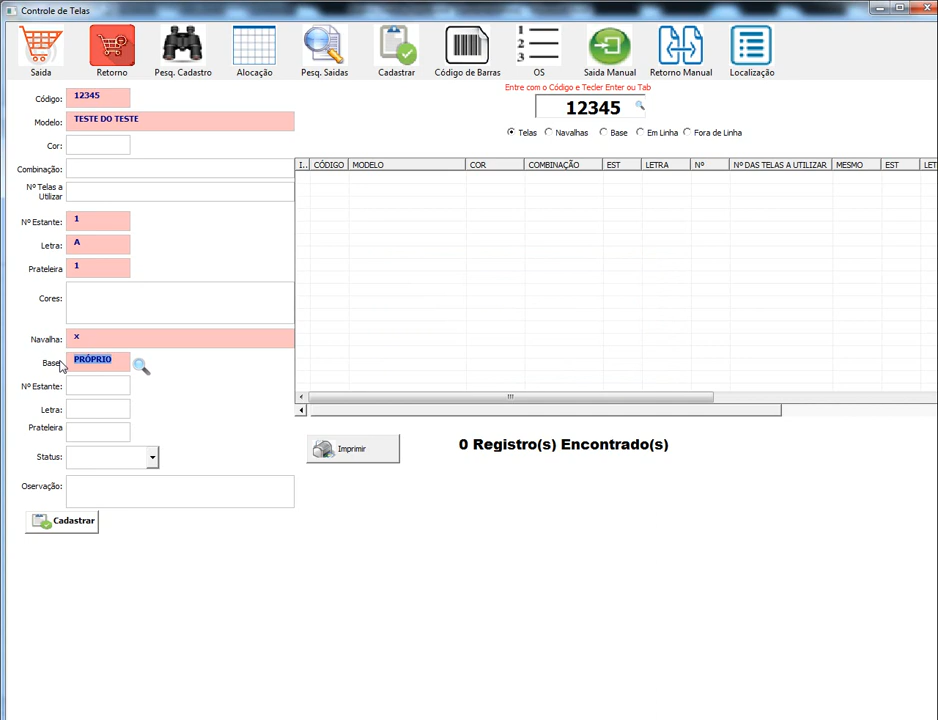 Controle de Telas
Saida
Retorno
Pesq. Cadastro
Alocação
Pesq. Saidas
Cadastrar
Código de Barras
1
2
3
OS
Saida Manual
Retorno Manual
Localização
Código: 12345
Modelo: TESTE DO TESTE
Cor:
Combinação:
Nº Telas a
Utilizar
Nº Estante: 1
Letra: A
Prateleira 1
Cores:
Navalha: x
Base PRÓPRIO
Nº Estante:
Letra:
Prateleira
Status:
Oservação:
Cadastrar
Entre com o Código e Tecler Enter ou Tab
12345
Telas Navalhas Base Em Linha Fora de Linha
I.. CÓDIGO MODELO COR COMBINAÇÃO EST LETRA Nº Nº DAS TELAS A UTILIZAR MESMO EST LET
Imprimir
0 Registro(s) Encontrado(s)